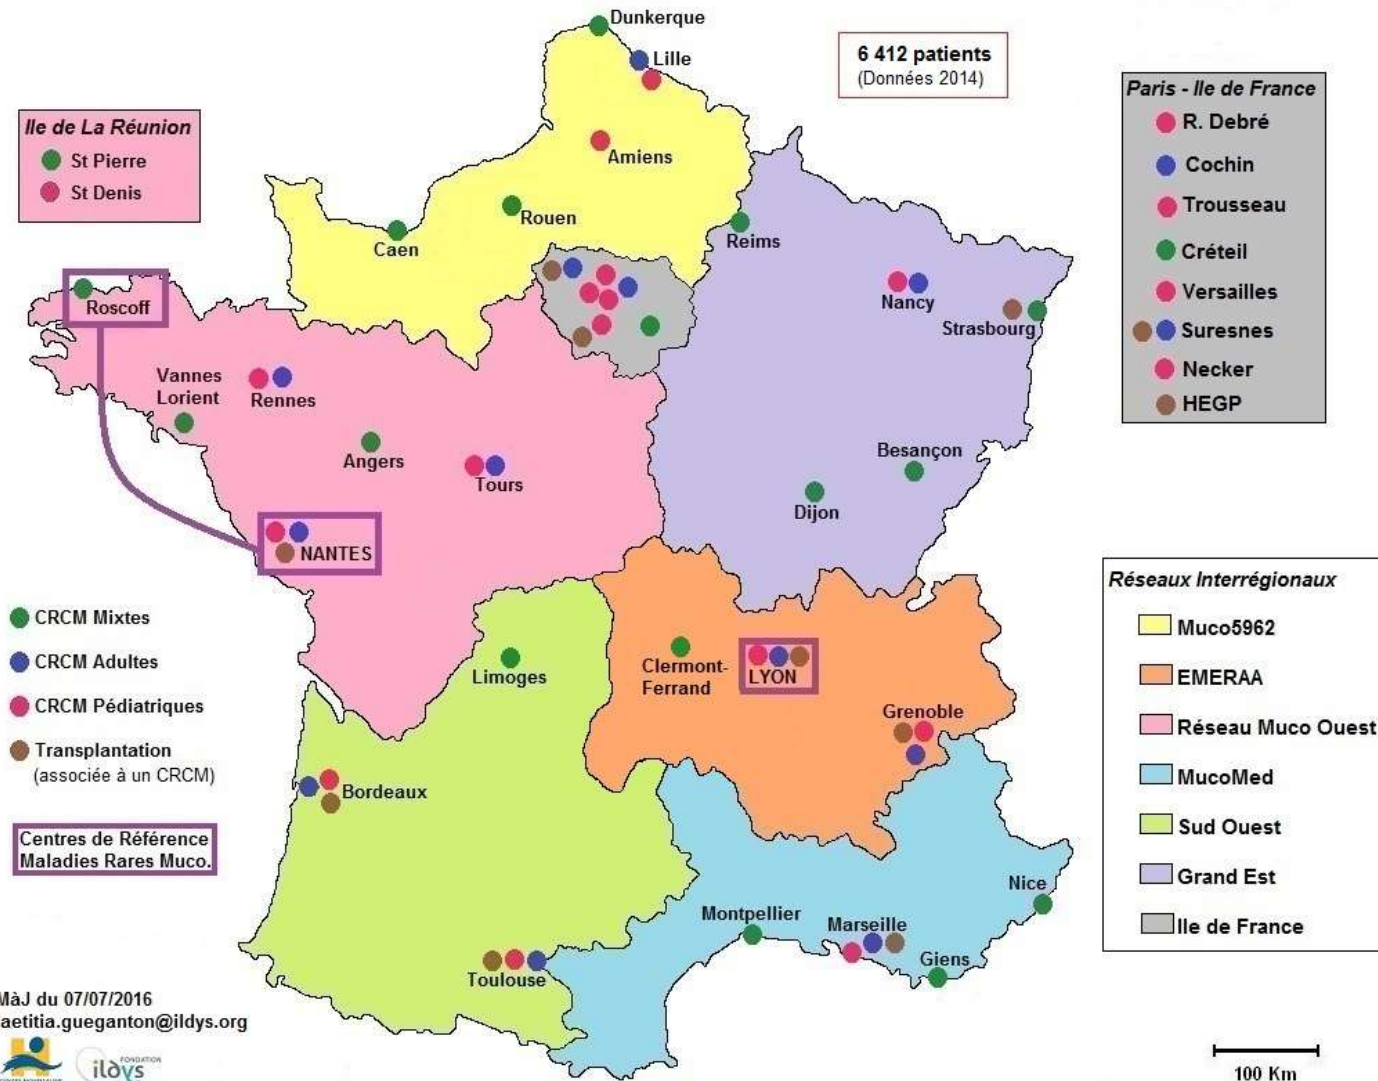 Dunkerque
Lille
6 412 patients
(Données 2014)
Paris - Ile de France
R. Debré
Cochin
Trousseau
Créteil
Versailles
Suresnes
Necker
HEGP
Ile de La Réunion
St Pierre
St Denis
Amiens
Rouen
Caen
Reims
Roscoff
Nancy
Strasbourg
Vannes
Lorient
Rennes
Angers
Tours
Besançon
Dijon
NANTES
CRCM Mixtes
CRCM Adultes
CRCM Pédiatriques
Transplantation
(associée à un CRCM)
Centres de Référence
Maladies Rares Muco.
Limoges
Clermont-
Ferrand
LYON
Grenoble
Bordeaux
Réseaux Interrégionaux
Muco5962
EMERAA
Réseau Muco Ouest
MucoMed
Sud Ouest
Grand Est
Ile de France
Nice
Montpellier
Marseille
Giens
Toulouse
MàJ du 07/07/2016
aetitia.gueganton@ildys.org
FONDATION
ildys
100 Km